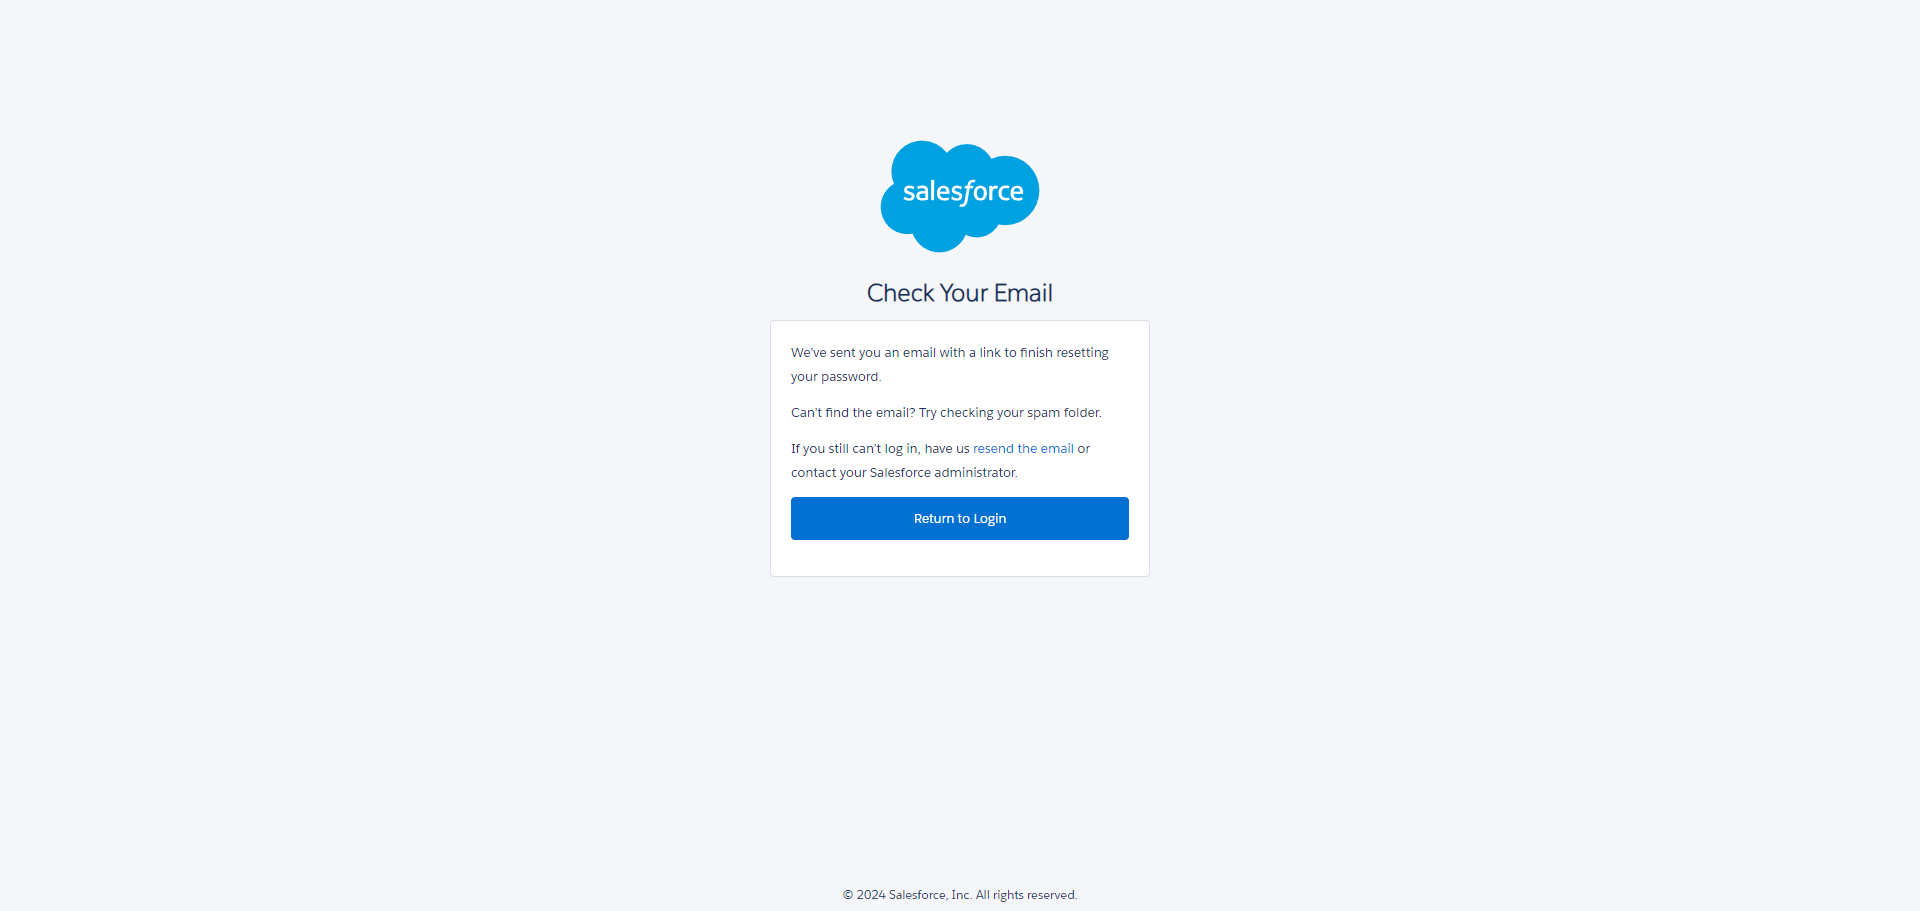 salesforce
Check Your Email
We've sent you an email with a link to finish resetting
your password.
Can't find the email? Try checking your spam folder.
If you still can't log in, have us resend the email or
contact your Salesforce administrator.
Return to Login
© 2024 Salesforce, Inc. All rights reserved.